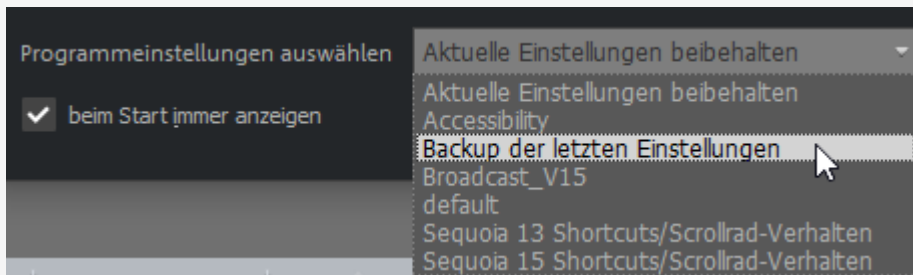 Programmeinstellungen auswählen
Aktuelle Einstellungen beibehalten
beim Start immer anzeigen
Aktuelle Einstellungen beibehalten
Accessibility
Backup der letzten Einstellungen
Broadcast_V15
default
Sequoia 13 Shortcuts/Scrollrad-Verhalten
Sequoia 15 Shortcuts/Scrollrad-Verhalten